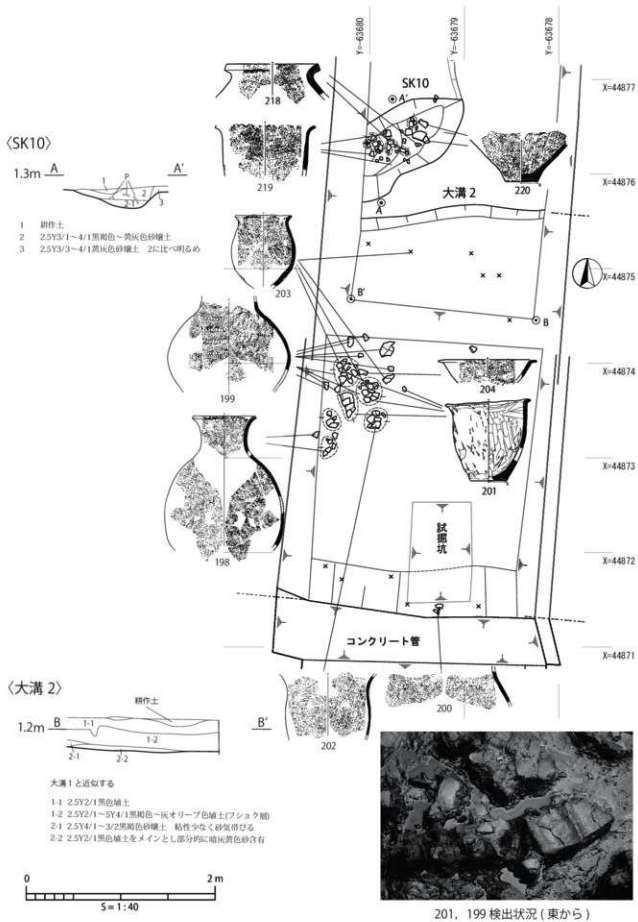 Y=-63680
Y=-63679
Y=-63678
X=44877
X=44876
X=44875
X=44874
X=44873
X=44872
X=44871
SK10
A'
A
大溝 2
B'
B
試掘坑
コンクリート管
218
219
203
199
198
220
204
201
202
200
〈SK10〉
1.3m A A'
1 P 2 3
2-1
1 耕作土
2 2.5Y3/1～4/1黒褐色～黄灰色砂壌土
3 2.5Y3/3～4/1黄灰色砂壌土 2に比べ明るめ
〈大溝 2〉
耕作土
1.2m B B'
1-1
1-2
2-1 2-2
大溝 1 と近似する
1-1 2.5Y2/1黒色埴土
1-2 2.5Y2/1～5Y4/1黒褐色～灰オリーブ色埴土(フショク層)
2-1 2.5Y4/1～3/2黒褐色砂壌土 粘性少なく砂気帯びる
2-2 2.5Y2/1黒色埴土をメインとし部分的に暗灰黄色砂含有
0 2 m
S = 1 : 40
201，199 検出状況 ( 東から )